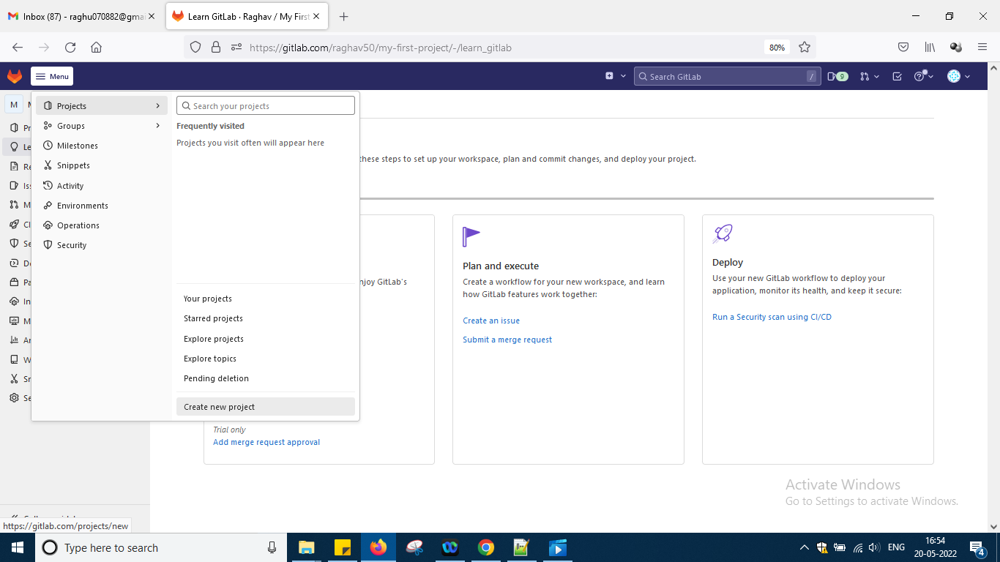 Inbox (87) - raghu070882@gmai
Learn GitLab · Raghav / My First
https://gitlab.com/raghav50/my-first-project/-/learn_gitlab
80%
Menu
Search GitLab
/
9
M
Projects
Search your projects
Groups
Frequently visited
Milestones
Projects you visit often will appear here
Snippets
Activity
Environments
Operations
Security
these steps to set up your workspace, plan and commit changes, and deploy your project.
Pr
Le
Re
Iss
M
CI
Se
De
Pa
In
M
An
W
Sn
Se
Your projects
Starred projects
Explore projects
Explore topics
Pending deletion
Create new project
njoy GitLab's
Trial only
Add merge request approval
Plan and execute
Create a workflow for your new workspace, and learn
how GitLab features work together:
Create an issue
Submit a merge request
Deploy
Use your new GitLab workflow to deploy your
application, monitor its health, and keep it secure:
Run a Security scan using CI/CD
Activate Windows
Go to Settings to activate Windows.
https://gitlab.com/projects/new
Type here to search
ENG
16:54
20-05-2022
4